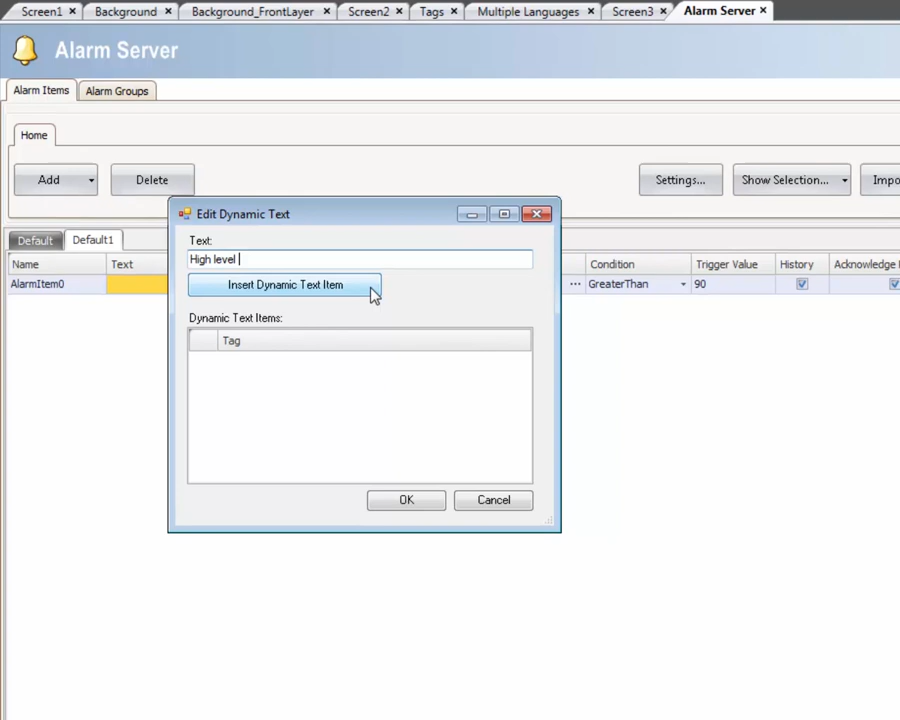 Screen1 × Background × Background_FrontLayer × Screen2 × Tags × Multiple Languages × Screen3 × Alarm Server ×
Alarm Server
Alarm Items Alarm Groups
Home
Add Delete Settings... Show Selection... Impo
Edit Dynamic Text
Text:
Default Default1
High level
Name Text Condition Trigger Value History Acknowledge
AlarmItem0 Insert Dynamic Text Item ... GreaterThan 90
Dynamic Text Items:
Tag
OK Cancel